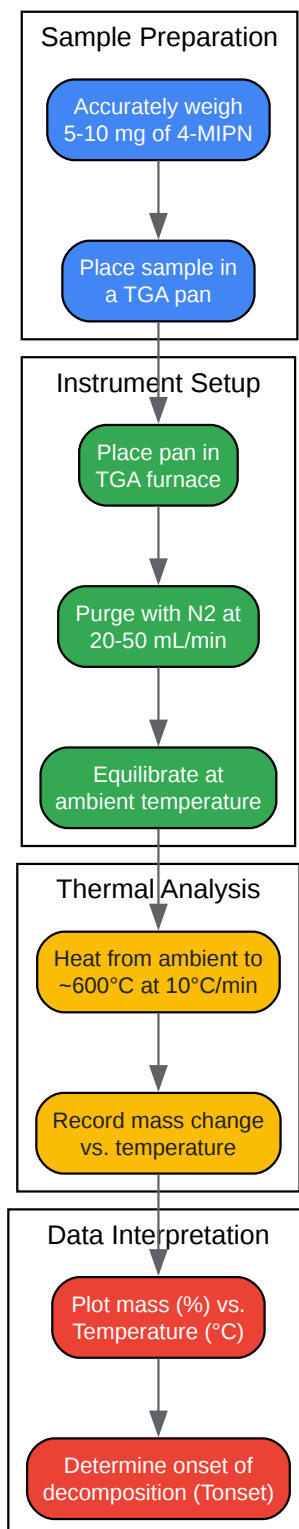 Sample Preparation
Accurately weigh
5-10 mg of 4-MIPN
Place sample in
a TGA pan
Instrument Setup
Place pan in
TGA furnace
Purge with N2 at
20-50 mL/min
Equilibrate at
ambient temperature
Thermal Analysis
Heat from ambient to
~600°C at 10°C/min
Record mass change
vs. temperature
Data Interpretation
Plot mass (%) vs.
Temperature (°C)
Determine onset of
decomposition (Tonset)